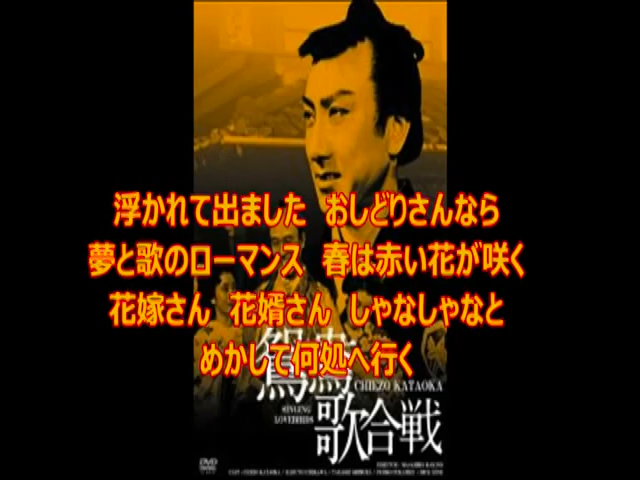 浮かれて出ました おしどりさんなら
夢と歌のローマンス 春は赤い花が咲く
花嫁さん 花婿さん しゃなしゃなと
めかして何処へ行く
鴛鴦
CHIEZO KATAOKA
SINGING
LOVEBIRDS
歌合戦
DVD